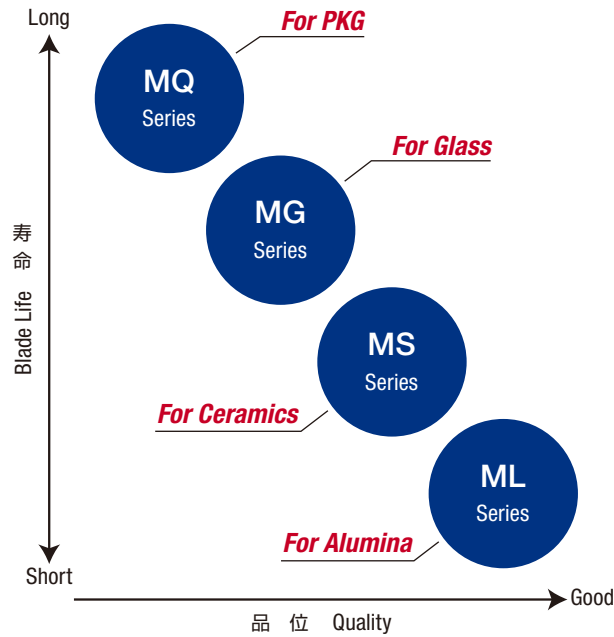 Long
For PKG
MQ
Series
For Glass
MG
Series
寿命 Blade Life
MS
Series
For Ceramics
ML
Series
For Alumina
Short
Good
品 位 Quality